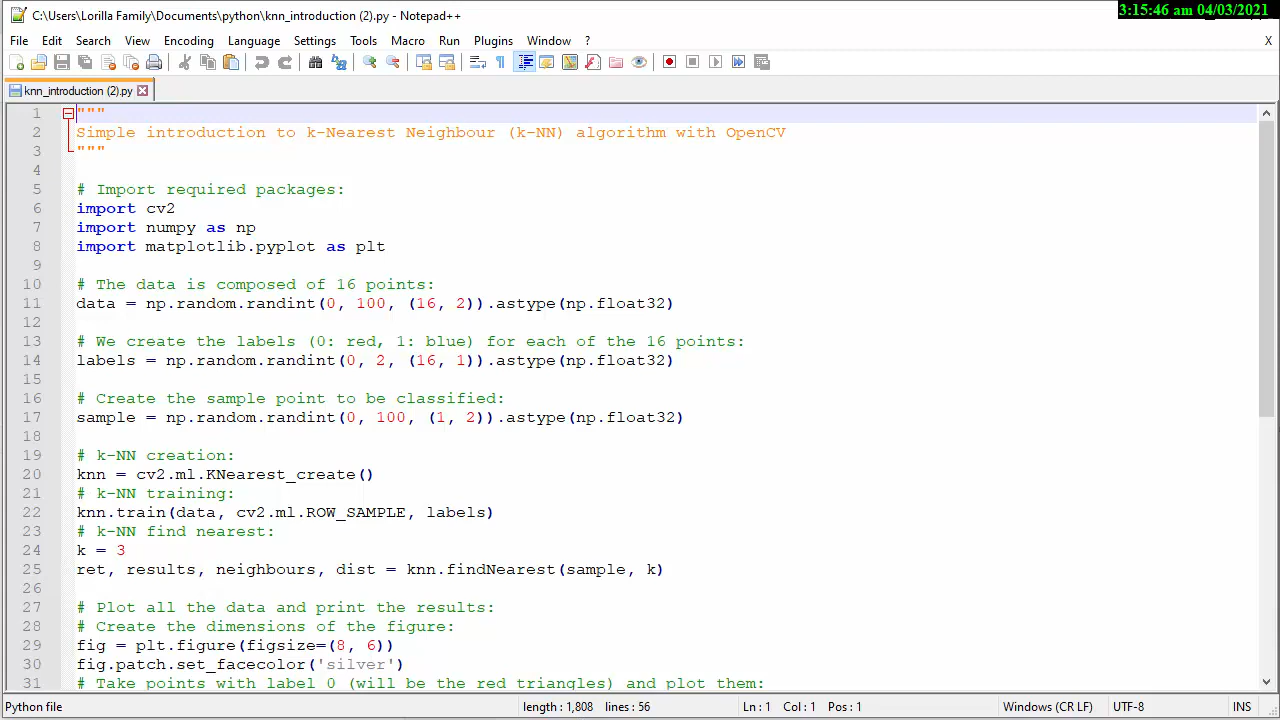 C:\Users\Lorilla Family\Documents\python\knn_introduction (2).py - Notepad++
3:15:46 am 04/03/2021
File Edit Search View Encoding Language Settings Tools Macro Run Plugins Window ? X
knn_introduction (2).py
1 """
2 Simple introduction to k-Nearest Neighbour (k-NN) algorithm with OpenCV
3 """
4
5 # Import required packages:
6 import cv2
7 import numpy as np
8 import matplotlib.pyplot as plt
9
10 # The data is composed of 16 points:
11 data = np.random.randint(0, 100, (16, 2)).astype(np.float32)
12
13 # We create the labels (0: red, 1: blue) for each of the 16 points:
14 labels = np.random.randint(0, 2, (16, 1)).astype(np.float32)
15
16 # Create the sample point to be classified:
17 sample = np.random.randint(0, 100, (1, 2)).astype(np.float32)
18
19 # k-NN creation:
20 knn = cv2.ml.KNearest_create()
21 # k-NN training:
22 knn.train(data, cv2.ml.ROW_SAMPLE, labels)
23 # k-NN find nearest:
24 k = 3
25 ret, results, neighbours, dist = knn.findNearest(sample, k)
26
27 # Plot all the data and print the results:
28 # Create the dimensions of the figure:
29 fig = plt.figure(figsize=(8, 6))
30 fig.patch.set_facecolor('silver')
31 # Take points with label 0 (will be the red triangles) and plot them:
Python file length : 1,808 lines : 56 Ln : 1 Col : 1 Pos : 1 Windows (CR LF) UTF-8 INS